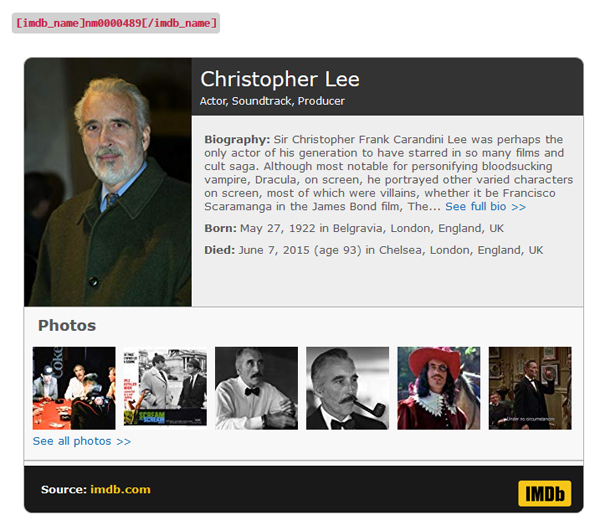 [imdb_name]nm0000489[/imdb_name]
Christopher Lee
Actor, Soundtrack, Producer
Biography: Sir Christopher Frank Carandini Lee was perhaps the
only actor of his generation to have starred in so many films and
cult saga. Although most notable for personifying bloodsucking
vampire, Dracula, on screen, he portrayed other varied characters
on screen, most of which were villains, whether it be Francisco
Scaramanga in the James Bond film, The... See full bio >>
Born: May 27, 1922 in Belgravia, London, England, UK
Died: June 7, 2015 (age 93) in Chelsea, London, England, UK
Photos
SCREAM
SCREAM
Under no circumstances
See all photos >>
Source: imdb.com
IMDb